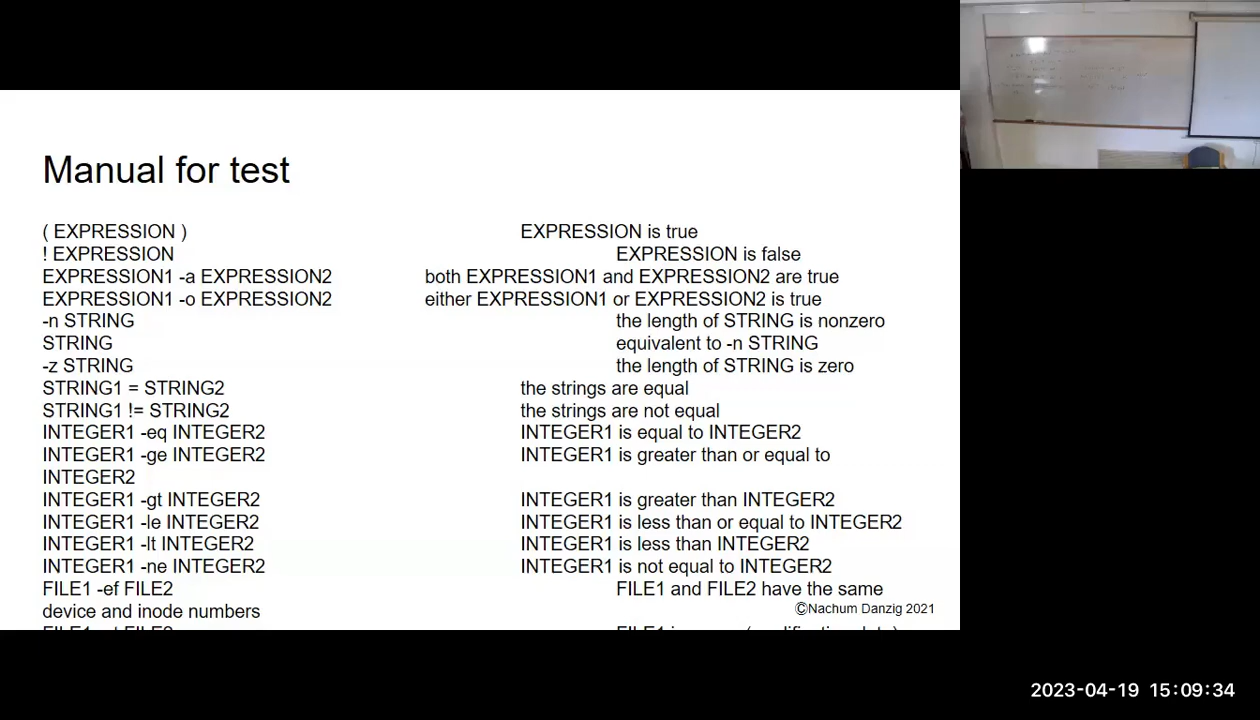 Manual for test
( EXPRESSION ) EXPRESSION is true
! EXPRESSION EXPRESSION is false
EXPRESSION1 -a EXPRESSION2 both EXPRESSION1 and EXPRESSION2 are true
EXPRESSION1 -o EXPRESSION2 either EXPRESSION1 or EXPRESSION2 is true
-n STRING the length of STRING is nonzero
STRING equivalent to -n STRING
-z STRING the length of STRING is zero
STRING1 = STRING2 the strings are equal
STRING1 != STRING2 the strings are not equal
INTEGER1 -eq INTEGER2 INTEGER1 is equal to INTEGER2
INTEGER1 -ge INTEGER2 INTEGER1 is greater than or equal to
INTEGER2
INTEGER1 -gt INTEGER2 INTEGER1 is greater than INTEGER2
INTEGER1 -le INTEGER2 INTEGER1 is less than or equal to INTEGER2
INTEGER1 -lt INTEGER2 INTEGER1 is less than INTEGER2
INTEGER1 -ne INTEGER2 INTEGER1 is not equal to INTEGER2
FILE1 -ef FILE2 FILE1 and FILE2 have the same
device and inode numbers
©Nachum Danzig 2021
2023-04-19 15:09:34